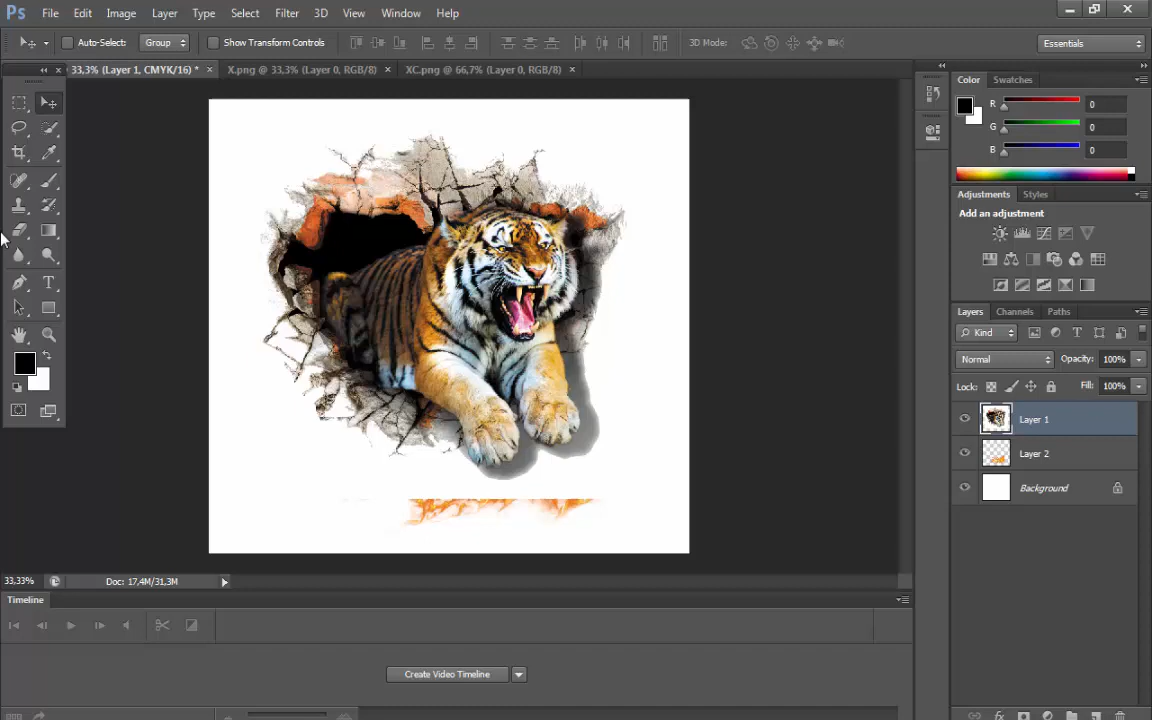 Ps File Edit Image Layer Type Select Filter 3D View Window Help
Auto-Select: Group Show Transform Controls 3D Mode: Essentials
33,3% (Layer 1, CMYK/16) * × X.png @ 33,3% (Layer 0, RGB/8) × XC.png @ 66,7% (Layer 0, RGB/8) ×
Color Swatches
R 0
G 0
B 0
Adjustments Styles
Add an adjustment
Layers Channels Paths
Kind
Normal Opacity: 100%
Lock: Fill: 100%
Layer 1
Layer 2
Background
33,33% Doc: 17,4M/31,3M
Timeline
Create Video Timeline